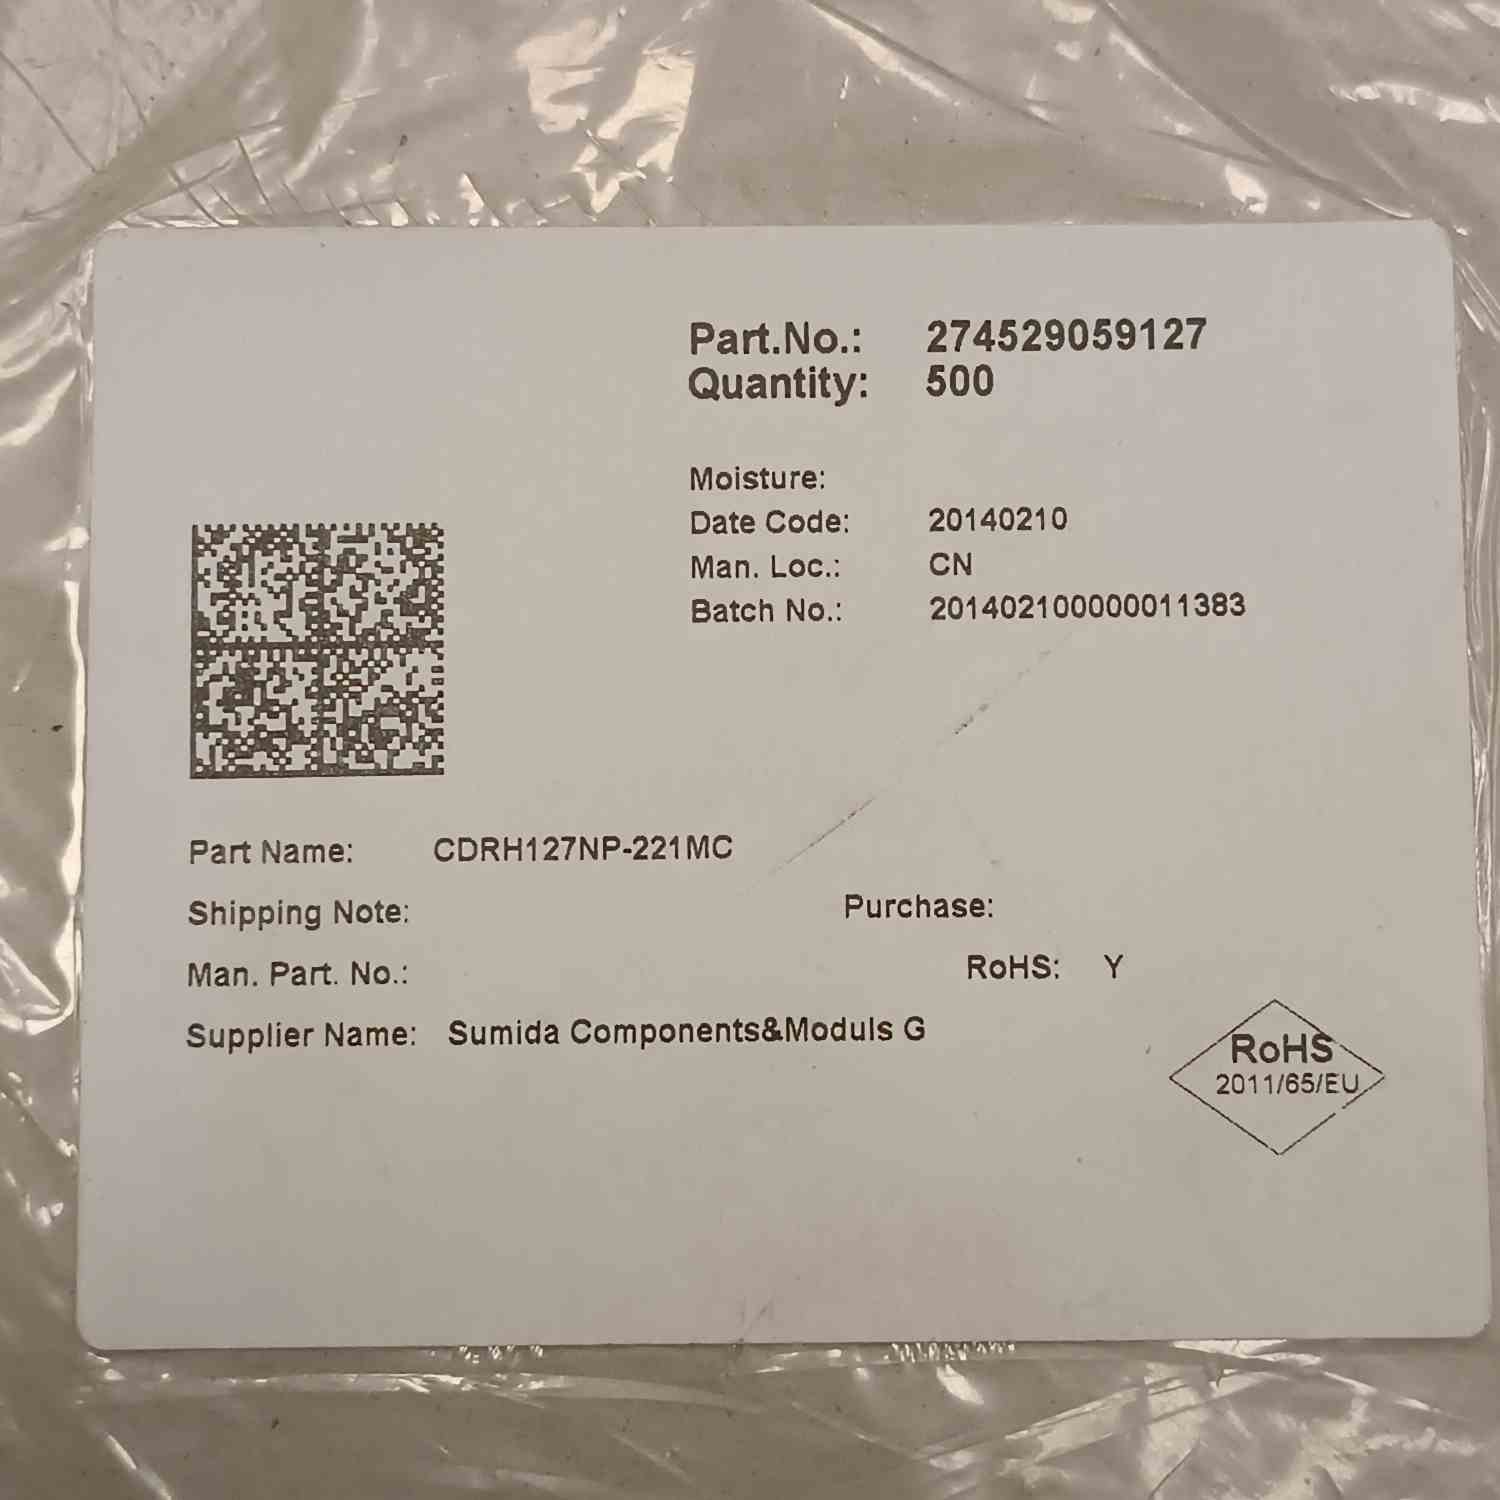 Part.No.: 274529059127
Quantity: 500
Moisture:
Date Code: 20140210
Man. Loc.: CN
Batch No.: 201402100000011383
Part Name: CDRH127NP-221MC
Shipping Note: Purchase:
Man. Part. No.: RoHS: Y
Supplier Name: Sumida Components&Moduls G
RoHS
2011/65/EU